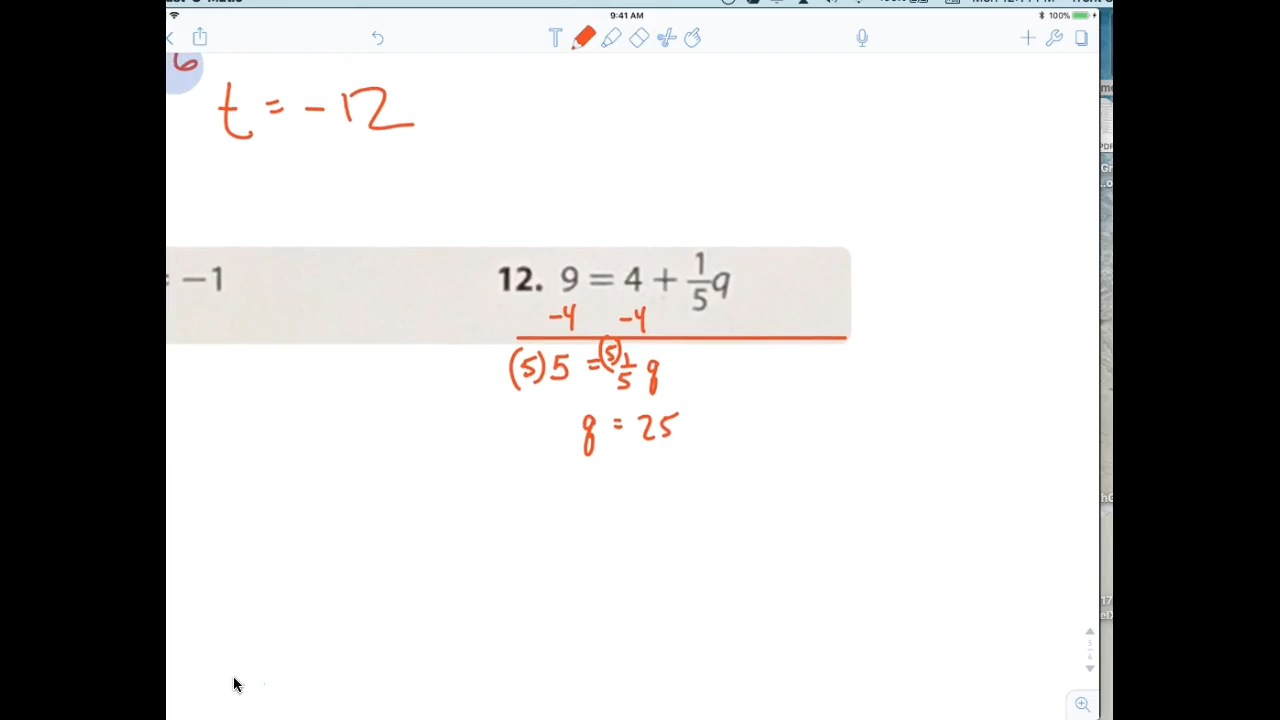 9:41 AM
100%
T
6
t = -12
-1
12. 9 = 4 + 1/5 q
-4 -4
(5)5 = (5) 1/5 q
q = 25